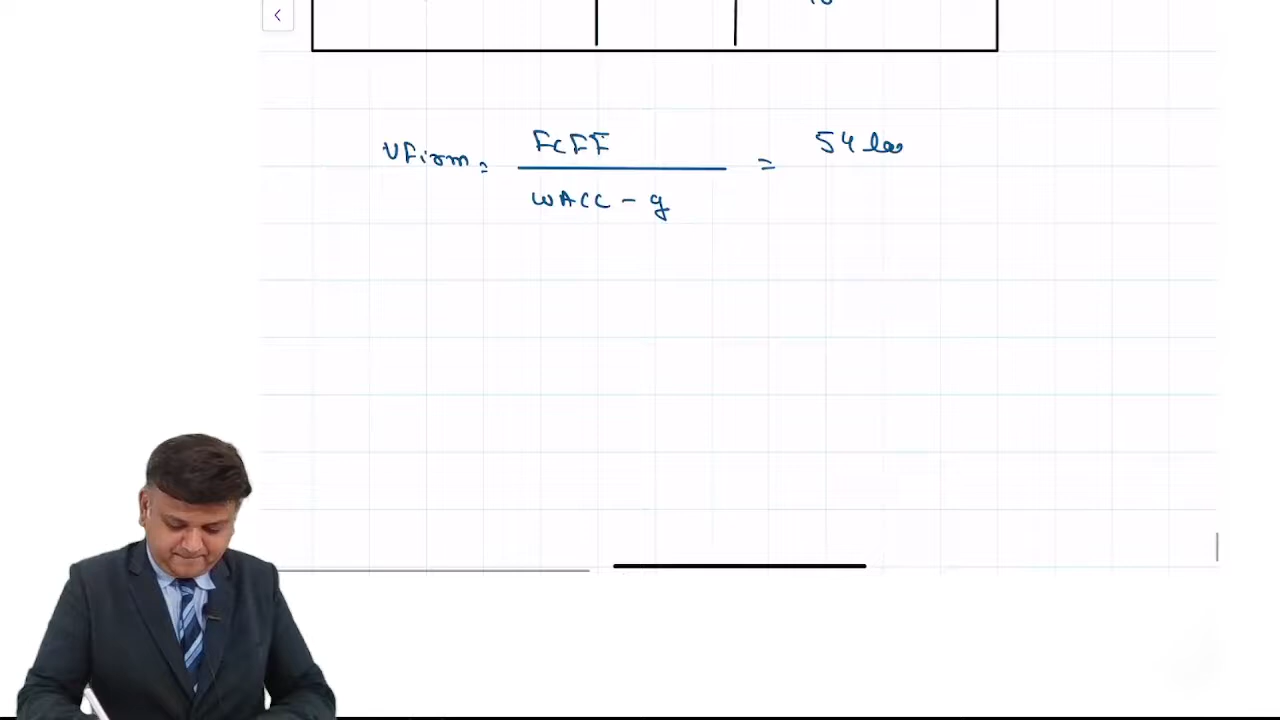 VFirm = FCFF = 54 lac
WACC - g